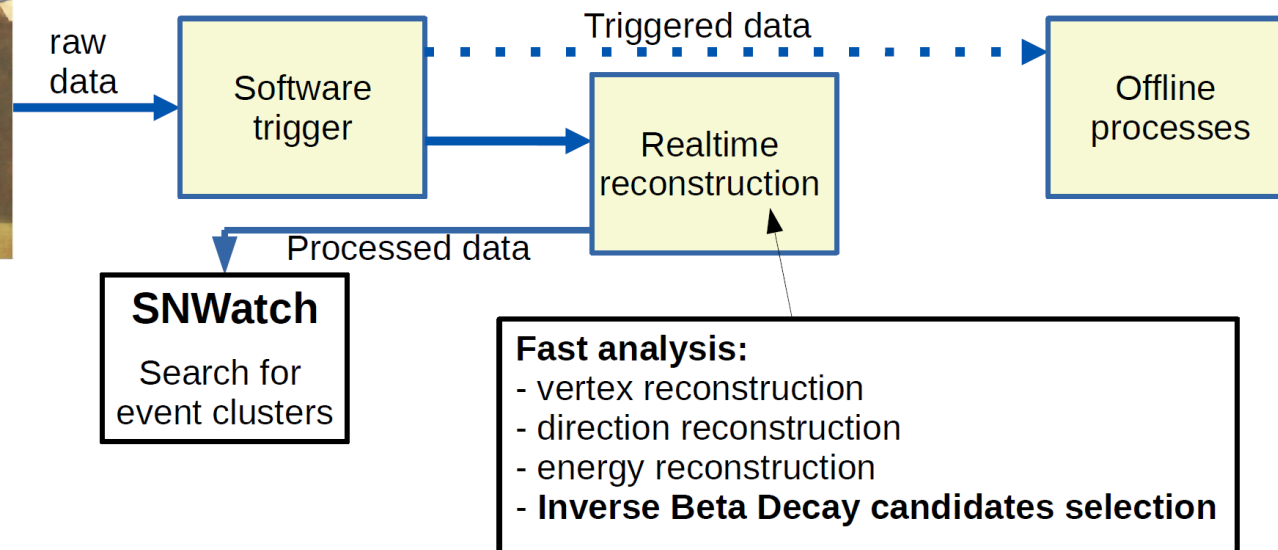 raw
data
Software
trigger
Triggered data
Realtime
reconstruction
Offline
processes
Processed data
SNWatch
Search for
event clusters
Fast analysis:
- vertex reconstruction
- direction reconstruction
- energy reconstruction
- Inverse Beta Decay candidates selection